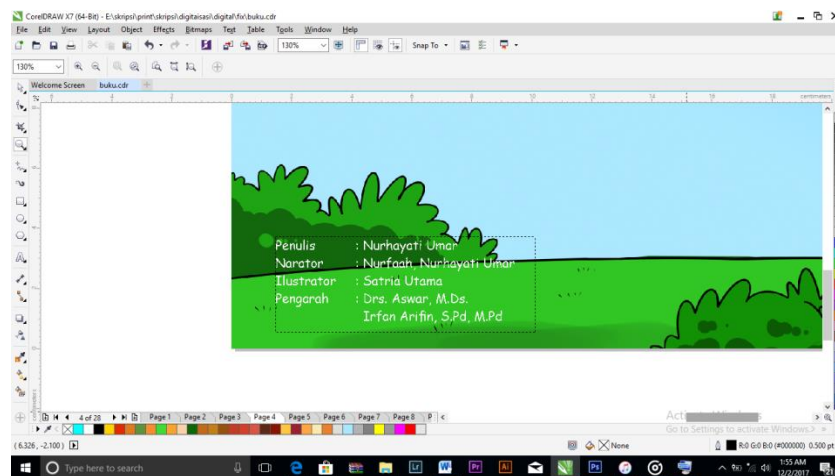 CorelDRAW X7 (64-Bit) - E:\skripsi\print\skripsi\digitaisasi\digital\fix\buku.cdr
File Edit View Layout Object Effects Bitmaps Text Table Tools Window Help
130% Snap To
130%
Welcome Screen buku.cdr
centimeters
Penulis : Nurhayati Umar
Narator : Nurfaah, Nurhayati Umar
Ilustrator : Satria Utama
Pengarah : Drs. Aswar, M.Ds.
Irfan Arifin, S.Pd, M.Pd
4 of 28 Page 1 Page 2 Page 3 Page 4 Page 5 Page 6 Page 7 Page 8
Go to Settings to activate Windows.
(6.326, -2.100) None R:0 G:0 B:0 (#000000) 0.500 pt
Type here to search
1:55 AM
12/2/2017